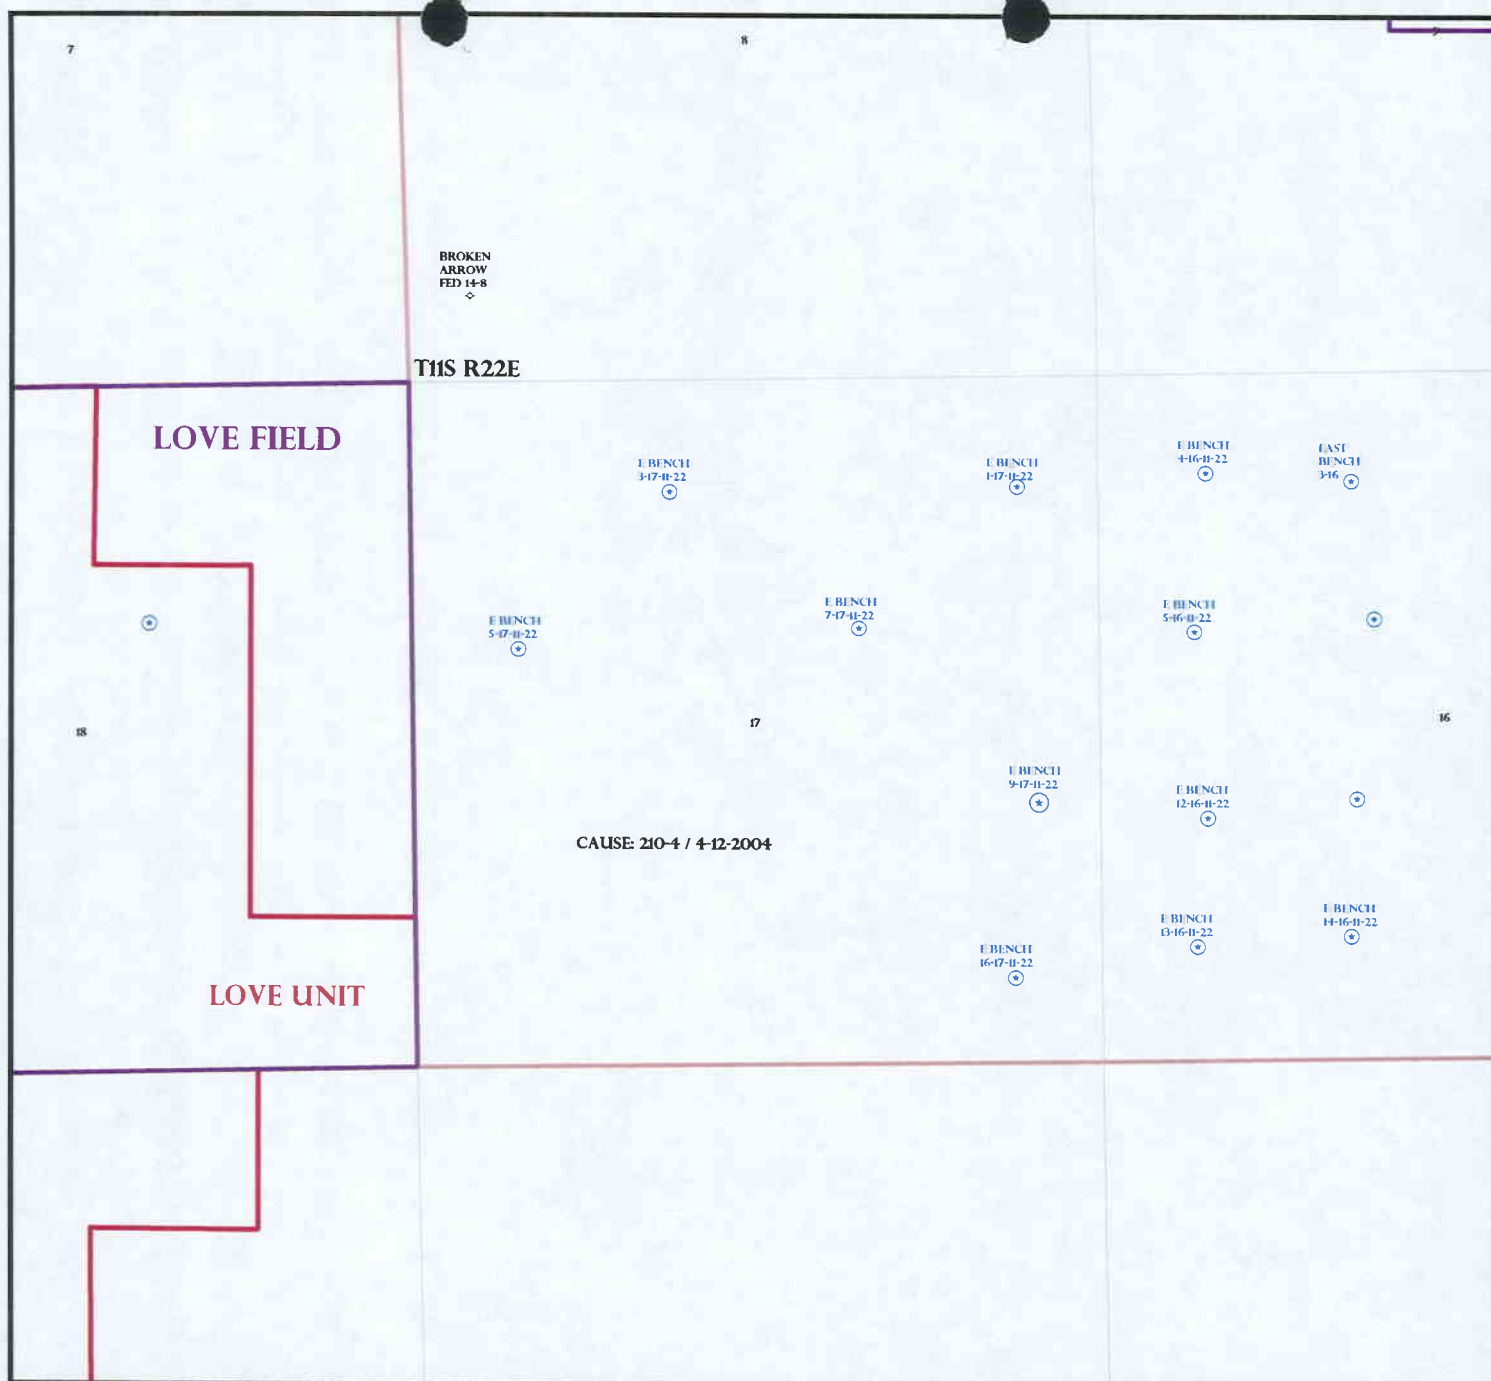 7
8
9
BROKEN
ARROW
FED 14-8
T11S R22E
LOVE FIELD
E BENCH
3-17-11-22
E BENCH
1-17-11-22
E BENCH
4-16-11-22
EAST
BENCH
3-16
E BENCH
5-17-11-22
E BENCH
7-17-11-22
E BENCH
5-16-11-22
18
17
16
E BENCH
9-17-11-22
E BENCH
12-16-11-22
CAUSE: 210-4 / 4-12-2004
E BENCH
13-16-11-22
E BENCH
14-16-11-22
E BENCH
16-17-11-22
LOVE UNIT